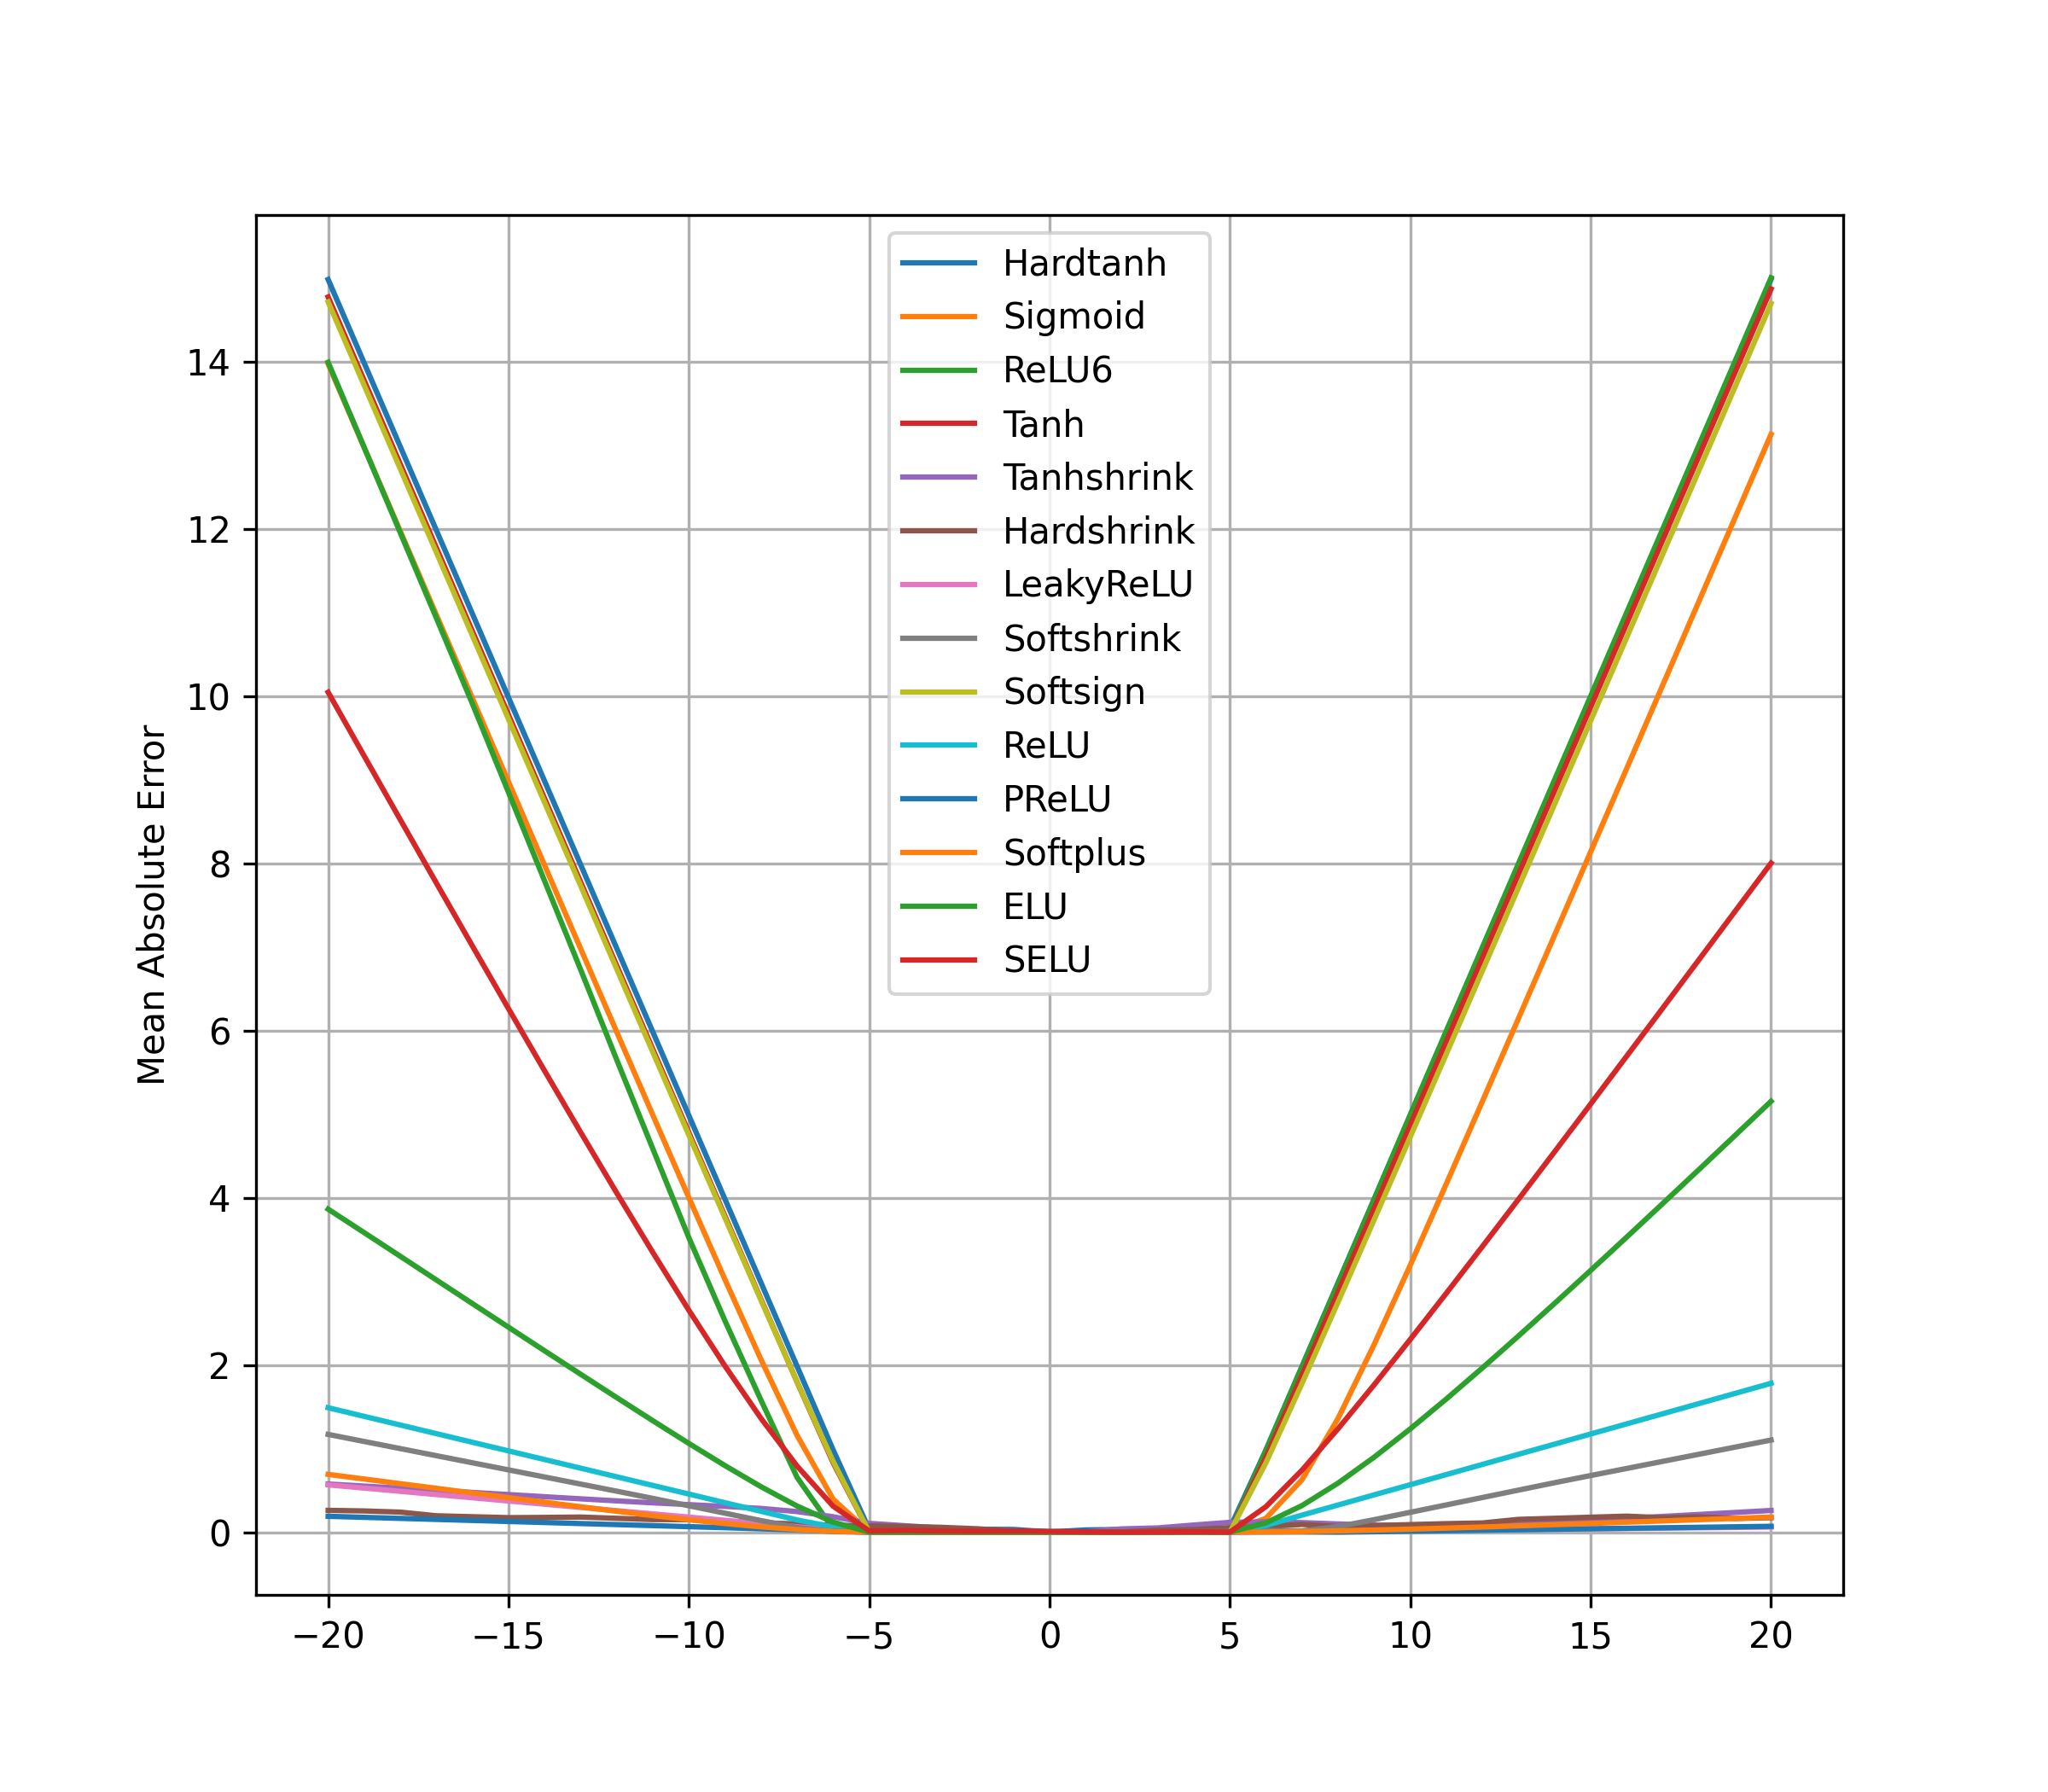 Hardtanh
Sigmoid
ReLU6
Tanh
Tanhshrink
Hardshrink
LeakyReLU
Softshrink
Softsign
ReLU
PReLU
Softplus
ELU
SELU
Mean Absolute Error
14
12
10
8
6
4
2
0
−20 −15 −10 −5 0 5 10 15 20